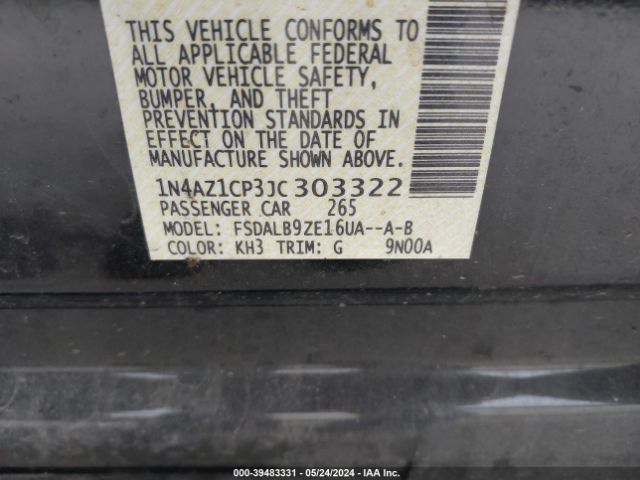 THIS VEHICLE CONFORMS TO
ALL APPLICABLE FEDERAL
MOTOR VEHICLE SAFETY,
BUMPER, AND THEFT
PREVENTION STANDARDS IN
EFFECT ON THE DATE OF
MANUFACTURE SHOWN ABOVE.
1N4AZ1CP3JC303322
PASSENGER CAR 265
MODEL: FSDALB9ZE16UA--A-B
COLOR: KH3 TRIM: G 9N00A
000-39483331 - 05/24/2024 - IAA Inc.